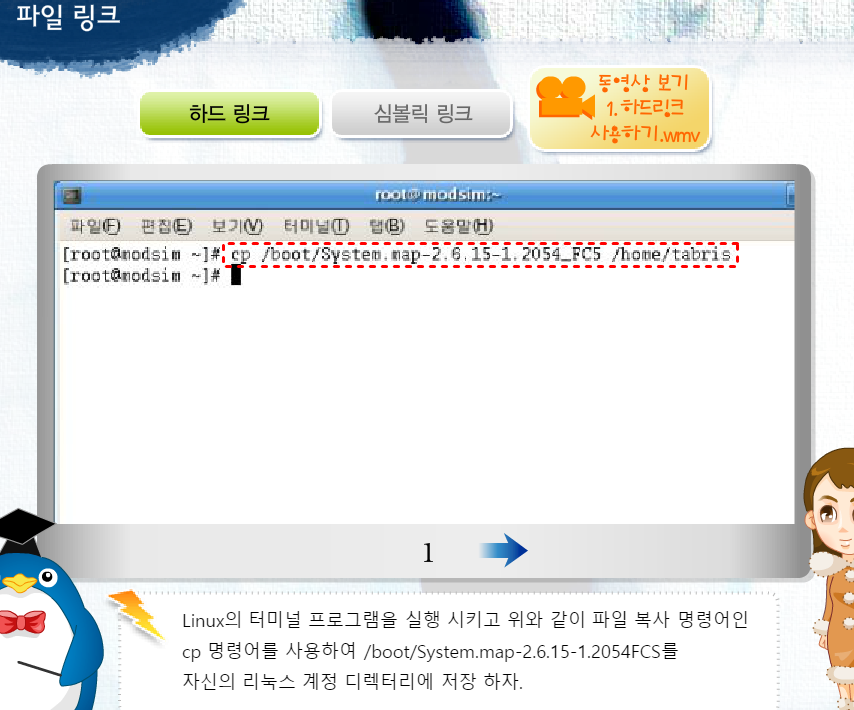 파일 링크
하드 링크
심볼릭 링크
동영상 보기
1. 하드링크
사용하기.wmv
root@modsim:~
파일(F) 편집(E) 보기(V) 터미널(T) 탭(B) 도움말(H)
[root@modsim ~]# cp /boot/System.map-2.6.15-1.2054_FC5 /home/tabris
[root@modsim ~]#
1
Linux의 터미널 프로그램을 실행 시키고 위와 같이 파일 복사 명령어인
cp 명령어를 사용하여 /boot/System.map-2.6.15-1.2054FCS를
자신의 리눅스 계정 디렉터리에 저장 하자.